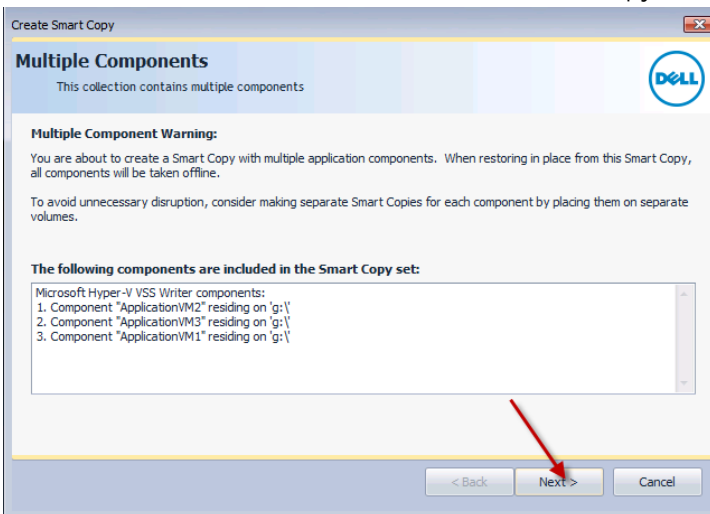 Create Smart Copy
Multiple Components
This collection contains multiple components
DELL
Multiple Component Warning:
You are about to create a Smart Copy with multiple application components. When restoring in place from this Smart Copy,
all components will be taken offline.
To avoid unnecessary disruption, consider making separate Smart Copies for each component by placing them on separate
volumes.
The following components are included in the Smart Copy set:
Microsoft Hyper-V VSS Writer components:
1. Component "ApplicationVM2" residing on 'g:\'
2. Component "ApplicationVM3" residing on 'g:\'
3. Component "ApplicationVM1" residing on 'g:\'
< Back
Next >
Cancel